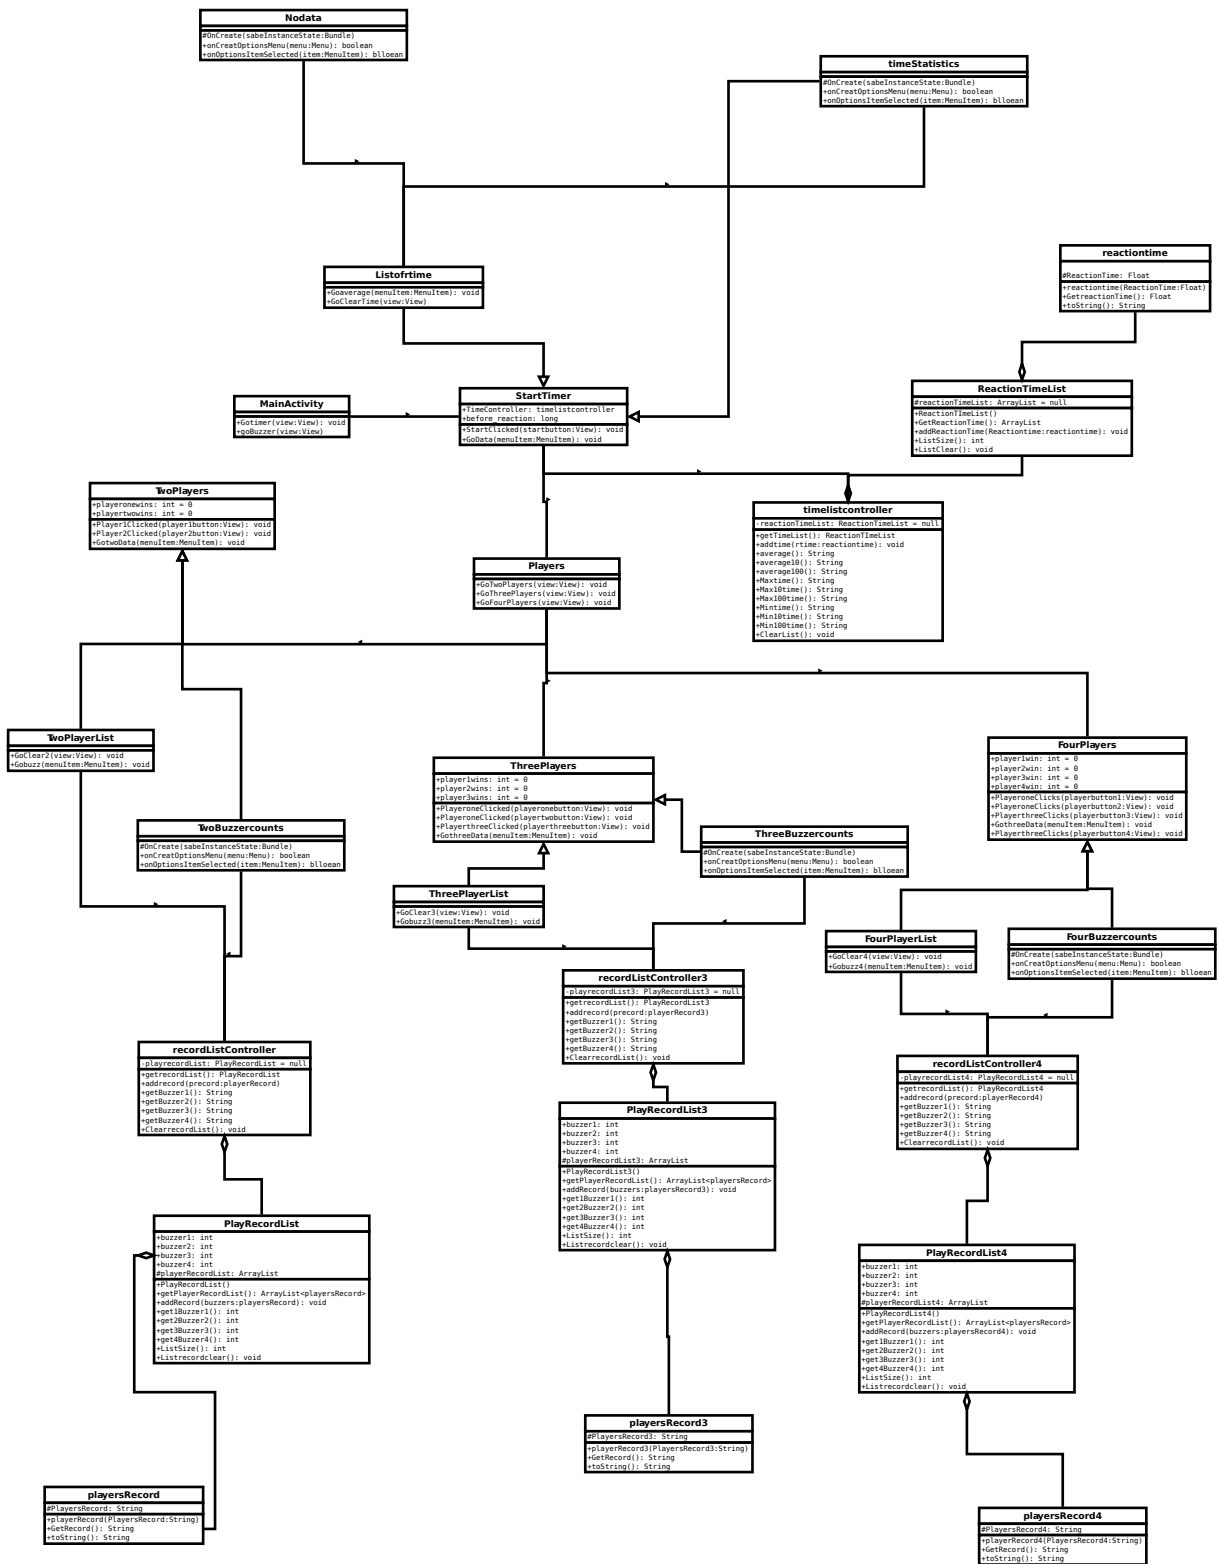 Nodata
#OnCreate(sabeInstanceState:Bundle)
+onCreatOptionsMenu(menu:Menu): boolean
+onOptionsItemSelected(item:MenuItem): blloean
timeStatistics
#OnCreate(sabeInstanceState:Bundle)
+onCreatOptionsMenu(menu:Menu): boolean
+onOptionsItemSelected(item:MenuItem): blloean
Listofrtime
+Goaverage(menuItem:MenuItem): void
+GoClearTime(view:View)
reactiontime
#ReactionTime: Float
+reactiontime(ReactionTime:Float)
+GetreactionTime(): Float
+toString(): String
MainActivity
+Gotimer(view:View): void
+goBuzzer(view:View)
StartTimer
+TimeController: timelistcontroller
+before_reaction: long
+StartClicked(startbutton:View): void
+GoData(menuItem:MenuItem): void
ReactionTimeList
#reactionTimeList: ArrayList = null
+ReactionTImeList()
+GetReactionTime(): ArrayList
+addReactionTime(Reactiontime:reactiontime): void
+ListSize(): int
+ListClear(): void
TwoPlayers
+playeronewins: int = 0
+playertwowins: int = 0
+Player1Clicked(player1button:View): void
+Player2Clicked(player2button:View): void
+GotwoData(menuItem:MenuItem): void
timelistcontroller
-reactionTimeList: ReactionTimeList = null
+getTimeList(): ReactionTImeList
+addtime(rtime:reactiontime): void
+average(): String
+average10(): String
+average100(): String
+Maxtime(): String
+Max10time(): String
+Max100time(): String
+Mintime(): String
+Min10time(): String
+Min100time(): String
+ClearList(): void
Players
+GoTwoPlayers(view:View): void
+GoThreePlayers(view:View): void
+GoFourPlayers(view:View): void
TwoPlayerList
+GoClear2(view:View): void
+Gobuzz(menuItem:MenuItem): void
ThreePlayers
+player1wins: int = 0
+player2wins: int = 0
+player3wins: int = 0
+PlayeroneClicked(playeronebutton:View): void
+PlayeroneClicked(playertwobutton:View): void
+PlayerthreeClicked(playerthreebutton:View): void
+GothreeData(menuItem:MenuItem): void
FourPlayers
+player1win: int = 0
+player2win: int = 0
+player3win: int = 0
+player4win: int = 0
+PlayeroneClicks(playerbutton1:View): void
+PlayeroneClicks(playerbutton2:View): void
+PlayerthreeClicks(playerbutton3:View): void
+GothreeData(menuItem:MenuItem): void
+PlayerthreeClicks(playerbutton4:View): void
TwoBuzzercounts
#OnCreate(sabeInstanceState:Bundle)
+onCreatOptionsMenu(menu:Menu): boolean
+onOptionsItemSelected(item:MenuItem): blloean
ThreeBuzzercounts
#OnCreate(sabeInstanceState:Bundle)
+onCreatOptionsMenu(menu:Menu): boolean
+onOptionsItemSelected(item:MenuItem): blloean
ThreePlayerList
+GoClear3(view:View): void
+Gobuzz3(menuItem:MenuItem): void
FourPlayerList
+GoClear4(view:View): void
+Gobuzz4(menuItem:MenuItem): void
FourBuzzercounts
#OnCreate(sabeInstanceState:Bundle)
+onCreatOptionsMenu(menu:Menu): boolean
+onOptionsItemSelected(item:MenuItem): blloean
recordListController3
-playrecordList3: PlayRecordList3 = null
+getrecordList(): PlayRecordList3
+addrecord(precord:playerRecord3)
+getBuzzer1(): String
+getBuzzer2(): String
+getBuzzer3(): String
+getBuzzer4(): String
+ClearrecordList(): void
recordListController
-playrecordList: PlayRecordList = null
+getrecordList(): PlayRecordList
+addrecord(precord:playerRecord)
+getBuzzer1(): String
+getBuzzer2(): String
+getBuzzer3(): String
+getBuzzer4(): String
+ClearrecordList(): void
recordListController4
-playrecordList4: PlayRecordList4 = null
+getrecordList(): PlayRecordList4
+addrecord(precord:playerRecord4)
+getBuzzer1(): String
+getBuzzer2(): String
+getBuzzer3(): String
+getBuzzer4(): String
+ClearrecordList(): void
PlayRecordList3
+buzzer1: int
+buzzer2: int
+buzzer3: int
+buzzer4: int
#playerRecordList3: ArrayList
+PlayRecordList3()
+getPlayerRecordList(): ArrayList<playersRecord>
+addRecord(buzzers:playersRecord3): void
+get1Buzzer1(): int
+get2Buzzer2(): int
+get3Buzzer3(): int
+get4Buzzer4(): int
+ListSize(): int
+Listrecordclear(): void
PlayRecordList
+buzzer1: int
+buzzer2: int
+buzzer3: int
+buzzer4: int
#playerRecordList: ArrayList
+PlayRecordList()
+getPlayerRecordList(): ArrayList<playersRecord>
+addRecord(buzzers:playersRecord): void
+get1Buzzer1(): int
+get2Buzzer2(): int
+get3Buzzer3(): int
+get4Buzzer4(): int
+ListSize(): int
+Listrecordclear(): void
PlayRecordList4
+buzzer1: int
+buzzer2: int
+buzzer3: int
+buzzer4: int
#playerRecordList4: ArrayList
+PlayRecordList4()
+getPlayerRecordList(): ArrayList<playersRecord>
+addRecord(buzzers:playersRecord4): void
+get1Buzzer1(): int
+get2Buzzer2(): int
+get3Buzzer3(): int
+get4Buzzer4(): int
+ListSize(): int
+Listrecordclear(): void
playersRecord3
#PlayersRecord3: String
+playerRecord3(PlayersRecord3:String)
+GetRecord(): String
+toString(): String
playersRecord
#PlayersRecord: String
+playerRecord(PlayersRecord:String)
+GetRecord(): String
+toString(): String
playersRecord4
#PlayersRecord4: String
+playerRecord4(PlayersRecord4:String)
+GetRecord(): String
+toString(): String